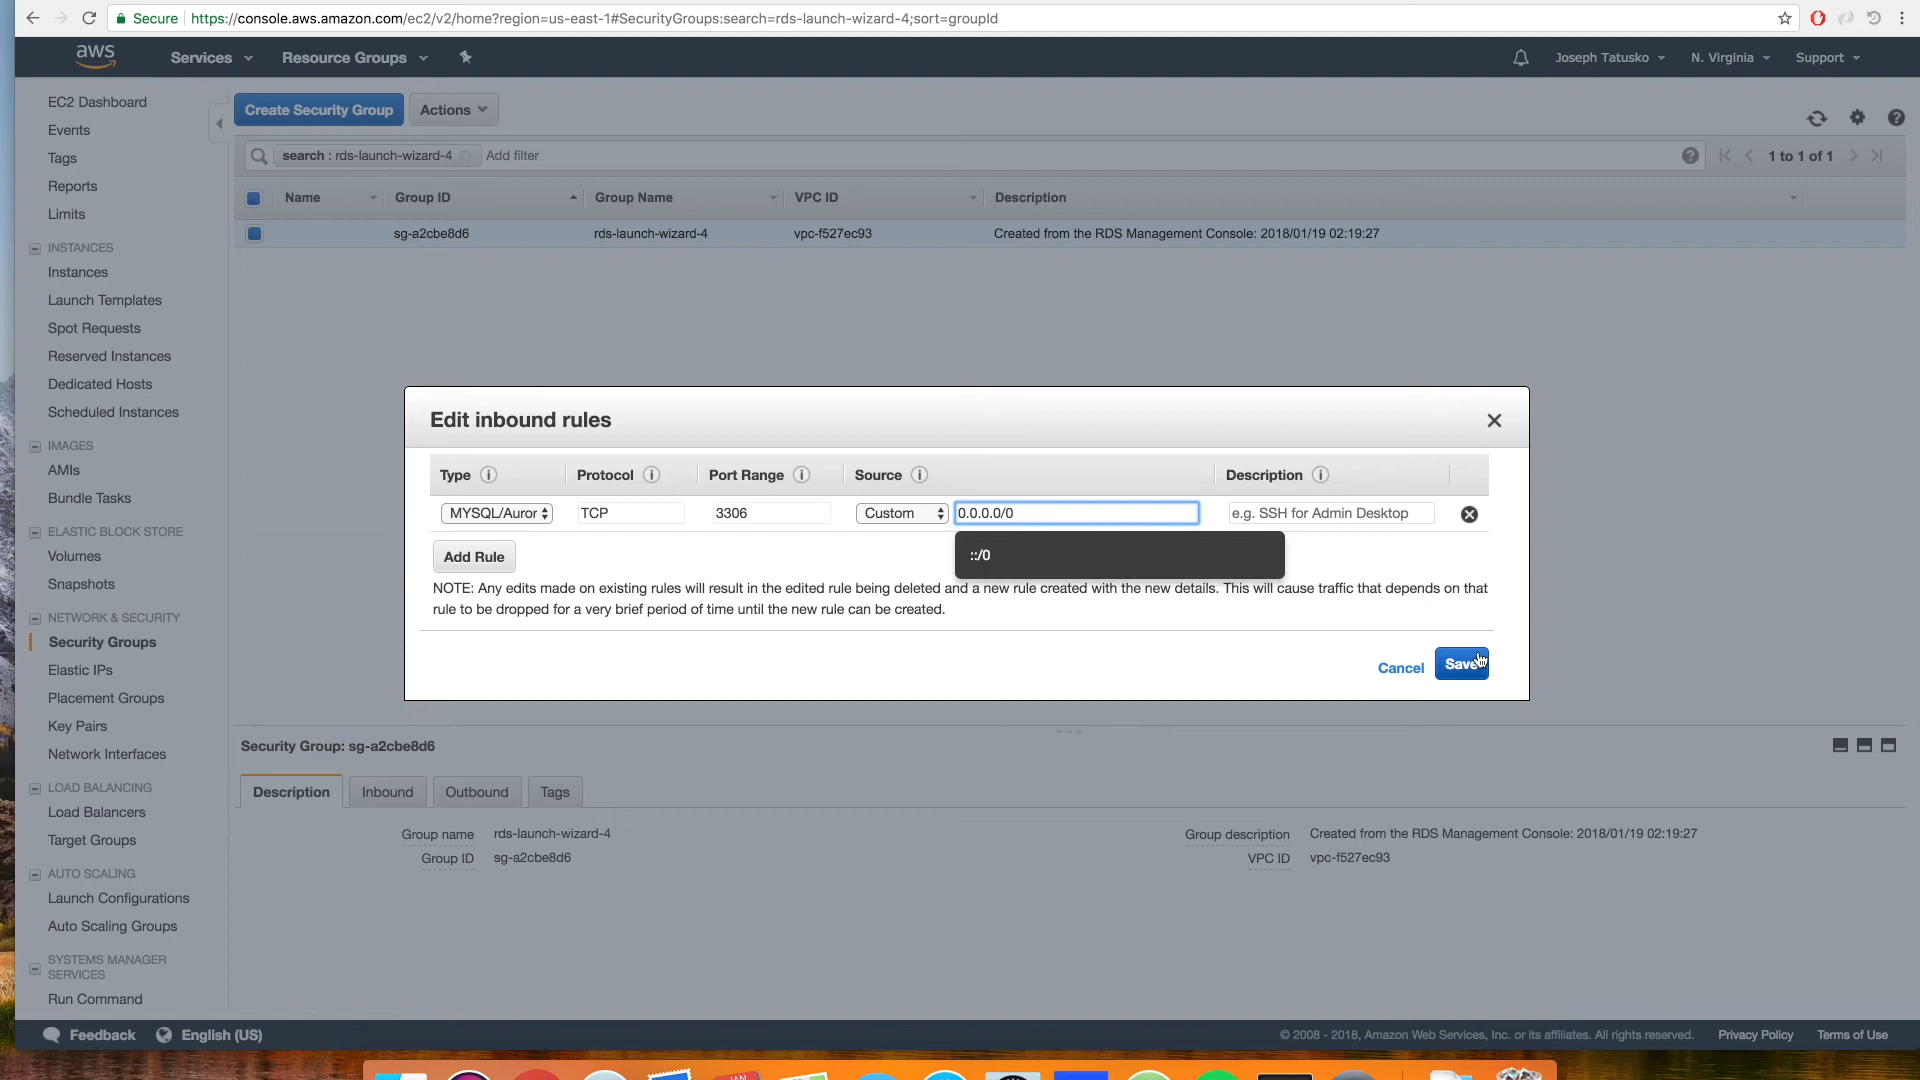 Secure https://console.aws.amazon.com/ec2/v2/home?region=us-east-1#SecurityGroups:search=rds-launch-wizard-4;sort=groupId
aws Services Resource Groups Joseph Tatusko N. Virginia Support
EC2 Dashboard
Events
Tags
Reports
Limits
INSTANCES
Instances
Launch Templates
Spot Requests
Reserved Instances
Dedicated Hosts
Scheduled Instances
IMAGES
AMIs
Bundle Tasks
ELASTIC BLOCK STORE
Volumes
Snapshots
NETWORK & SECURITY
Security Groups
Elastic IPs
Placement Groups
Key Pairs
Network Interfaces
LOAD BALANCING
Load Balancers
Target Groups
AUTO SCALING
Launch Configurations
Auto Scaling Groups
SYSTEMS MANAGER
SERVICES
Run Command
Create Security Group Actions
search : rds-launch-wizard-4 Add filter 1 to 1 of 1
Name Group ID Group Name VPC ID Description
sg-a2cbe8d6 rds-launch-wizard-4 vpc-f527ec93 Created from the RDS Management Console: 2018/01/19 02:19:27
Edit inbound rules
Type Protocol Port Range Source Description
MYSQL/Auror TCP 3306 Custom 0.0.0.0/0 e.g. SSH for Admin Desktop
::/0
Add Rule
NOTE: Any edits made on existing rules will result in the edited rule being deleted and a new rule created with the new details. This will cause traffic that depends on that
rule to be dropped for a very brief period of time until the new rule can be created.
Cancel Save
Security Group: sg-a2cbe8d6
Description Inbound Outbound Tags
Group name rds-launch-wizard-4 Group description Created from the RDS Management Console: 2018/01/19 02:19:27
Group ID sg-a2cbe8d6 VPC ID vpc-f527ec93
Feedback English (US) © 2008 - 2018, Amazon Web Services, Inc. or its affiliates. All rights reserved. Privacy Policy Terms of Use
JAN